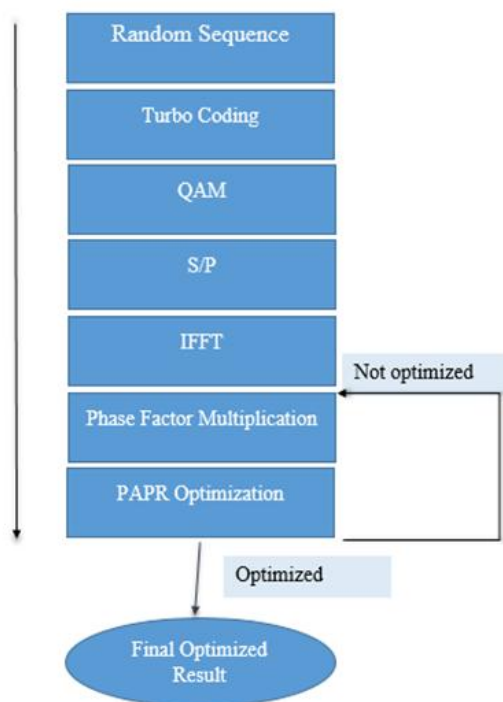 Random Sequence
Turbo Coding
QAM
S/P
IFFT
Not optimized
Phase Factor Multiplication
PAPR Optimization
Optimized
Final Optimized
Result